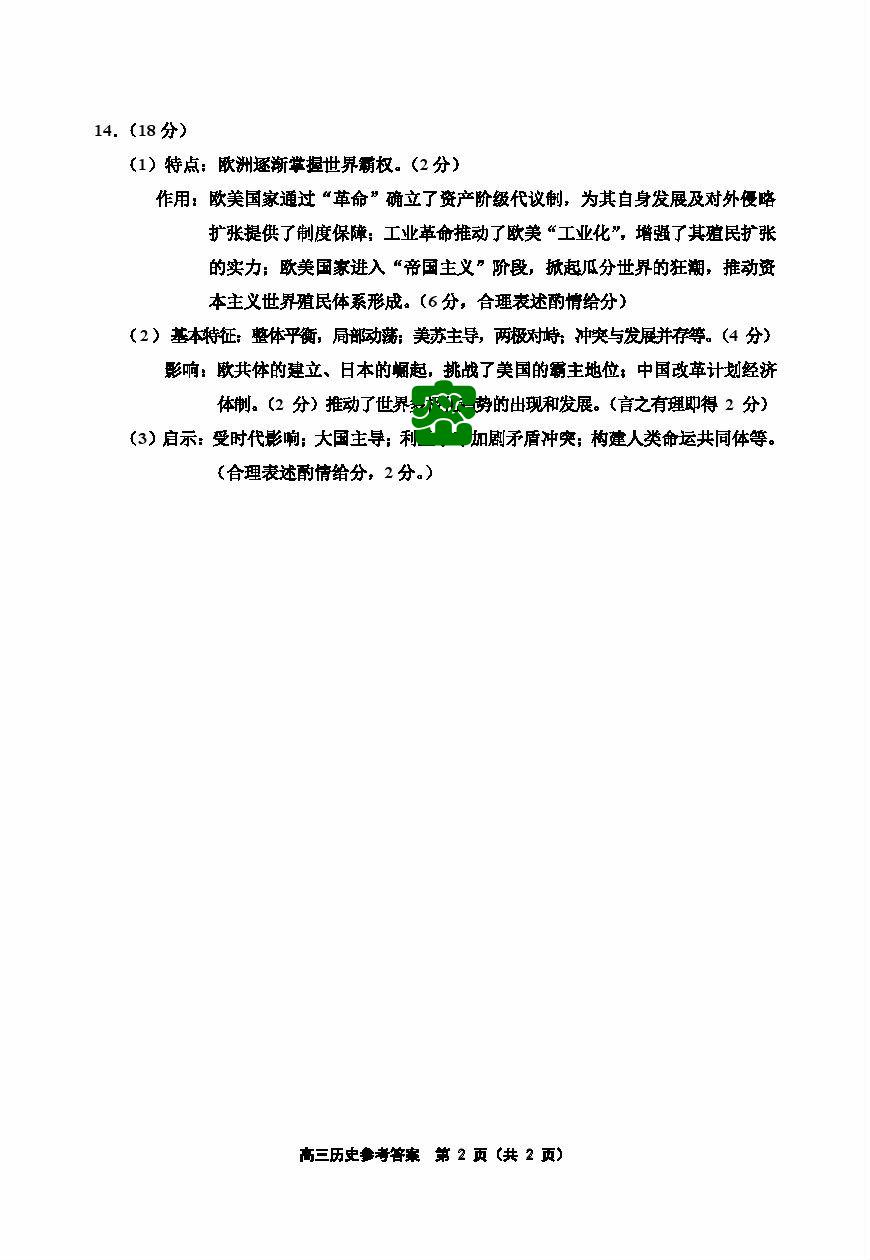 14.（18 分）
（1）特点：欧洲逐渐掌握世界霸权。（2 分）
作用：欧美国家通过“革命”确立了资产阶级代议制，为其自身发展及对外侵略
扩张提供了制度保障；工业革命推动了欧美“工业化”，增强了其殖民扩张
的实力；欧美国家进入“帝国主义”阶段，掀起瓜分世界的狂潮，推动资
本主义世界殖民体系形成。（6 分，合理表述酌情给分）
（2）基本特征：整体平衡，局部动荡；美苏主导，两极对峙；冲突与发展并存等。（4 分）
影响：欧共体的建立、日本的崛起，挑战了美国的霸主地位；中国改革计划经济
体制。（2 分）推动了世界势的出现和发展。（言之有理即得 2 分）
（3）启示：受时代影响；大国主导；利加剧矛盾冲突；构建人类命运共同体等。
（合理表述酌情给分，2 分。）
高三历史参考答案 第 2 页（共 2 页）